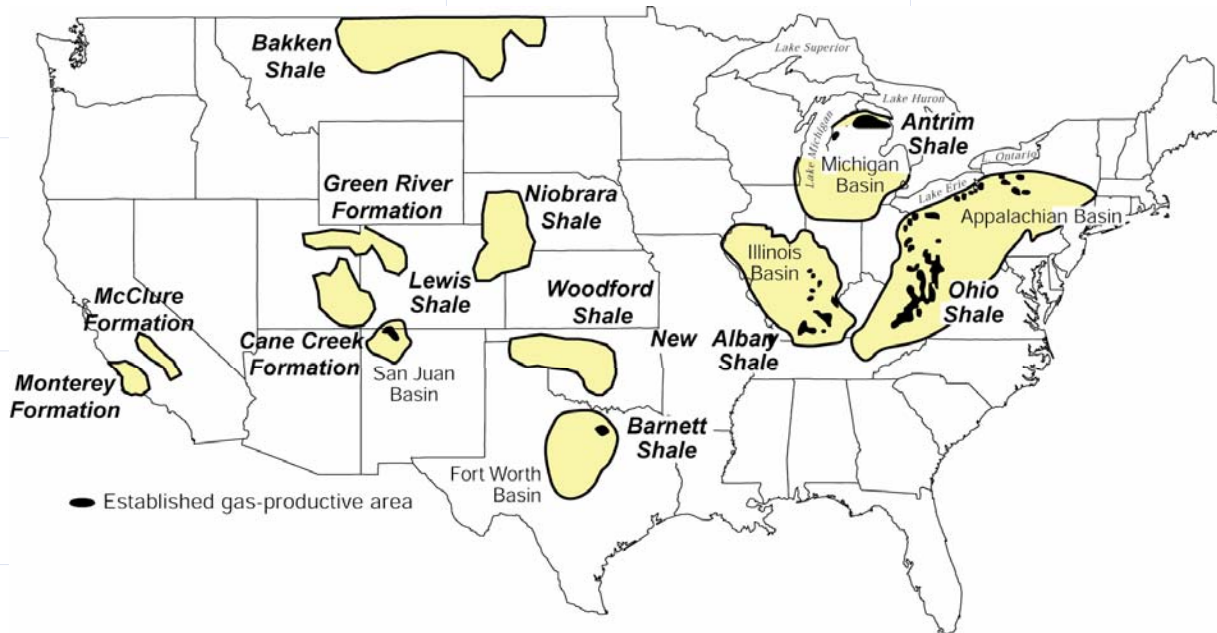 Bakken
Shale
Lake Superior
Lake Huron
Lake Michigan
Antrim
Shale
Michigan
Basin
L. Ontario
Lake Erie
Appalachian Basin
Green River
Formation
Niobrara
Shale
Illinois
Basin
Lewis
Shale
Woodford
Shale
Ohio
Shale
McClure
Formation
Cane Creek
Formation
New Albany
Shale
San Juan
Basin
Monterey
Formation
Barnett
Shale
Fort Worth
Basin
Established gas-productive area